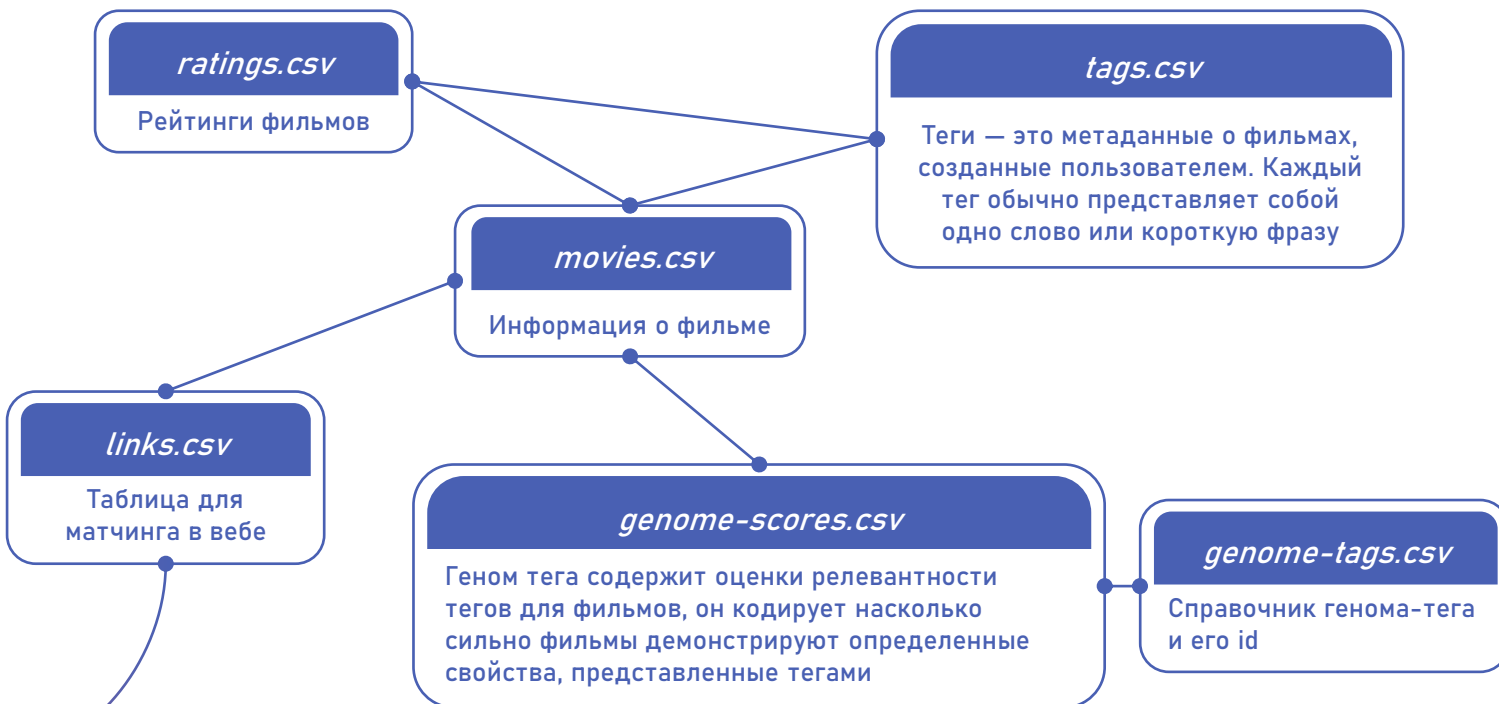 ratings.csv
Рейтинги фильмов
tags.csv
Теги — это метаданные о фильмах,
созданные пользователем. Каждый
тег обычно представляет собой
одно слово или короткую фразу
movies.csv
Информация о фильме
links.csv
Таблица для
матчинга в вебе
genome-scores.csv
Геном тега содержит оценки релевантности
тегов для фильмов, он кодирует насколько
сильно фильмы демонстрируют определенные
свойства, представленные тегами
genome-tags.csv
Справочник генома-тега
и его id